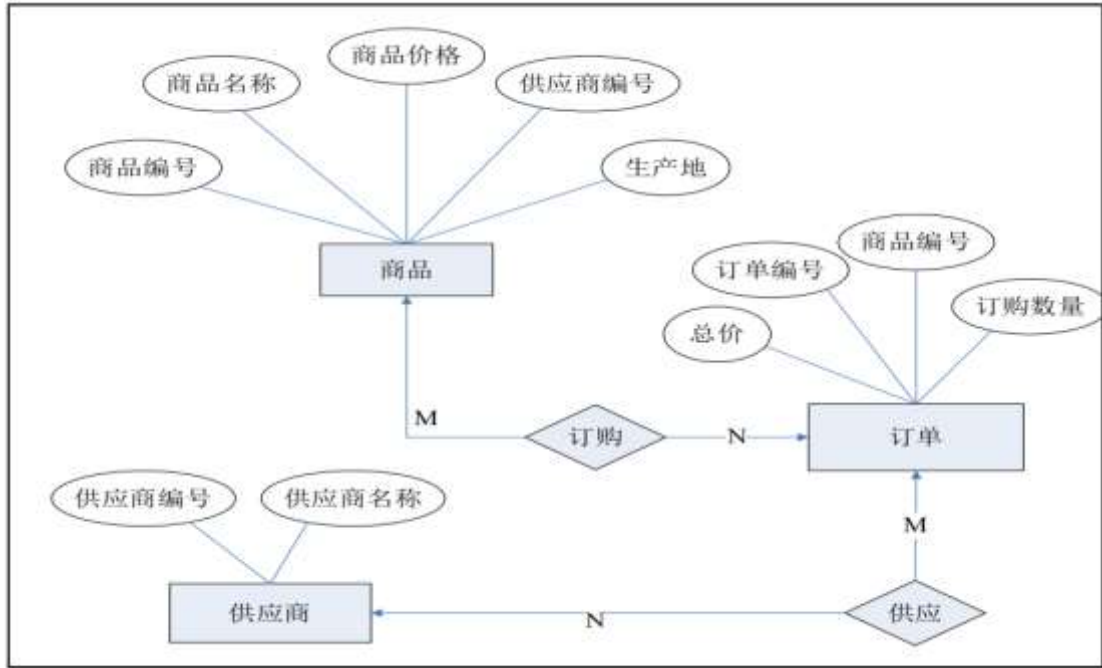 商品价格
商品名称
供应商编号
商品编号
生产地
商品编号
商品
订单编号
订购数量
总价
M
订购
N
订单
供应商编号
供应商名称
M
供应商
N
供应